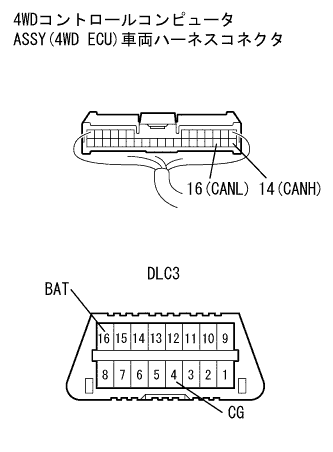 4WDコントロールコンピュータ
ASSY(4WD ECU)車両ハーネスコネクタ
16(CANL) 14(CANH)
DLC3
BAT
16 15 14 13 12 11 10 9
8 7 6 5 4 3 2 1
CG